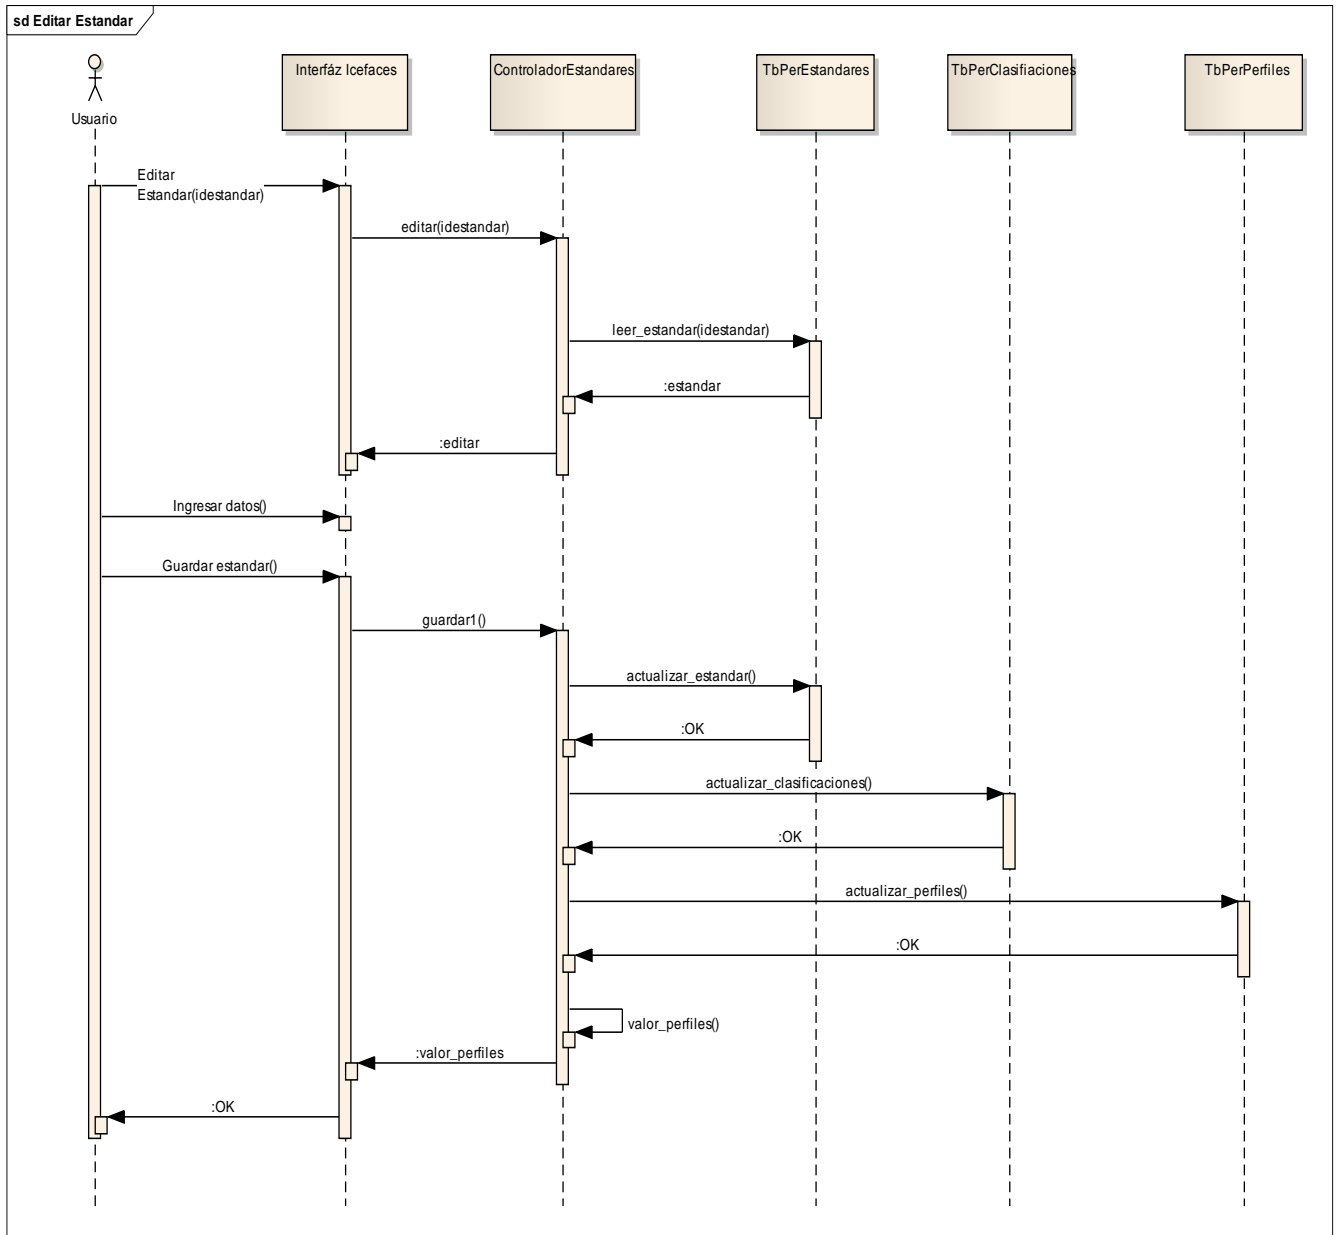 sd Editar Estandar
Usuario
Interfáz Icefaces
ControladorEstandares
TbPerEstandares
TbPerClasifiaciones
TbPerPerfiles
Editar
Estandar(idestandar)
editar(idestandar)
leer_estandar(idestandar)
:estandar
:editar
Ingresar datos()
Guardar estandar()
guardar1()
actualizar_estandar()
:OK
actualizar_clasificaciones()
:OK
actualizar_perfiles()
:OK
valor_perfiles()
:valor_perfiles
:OK